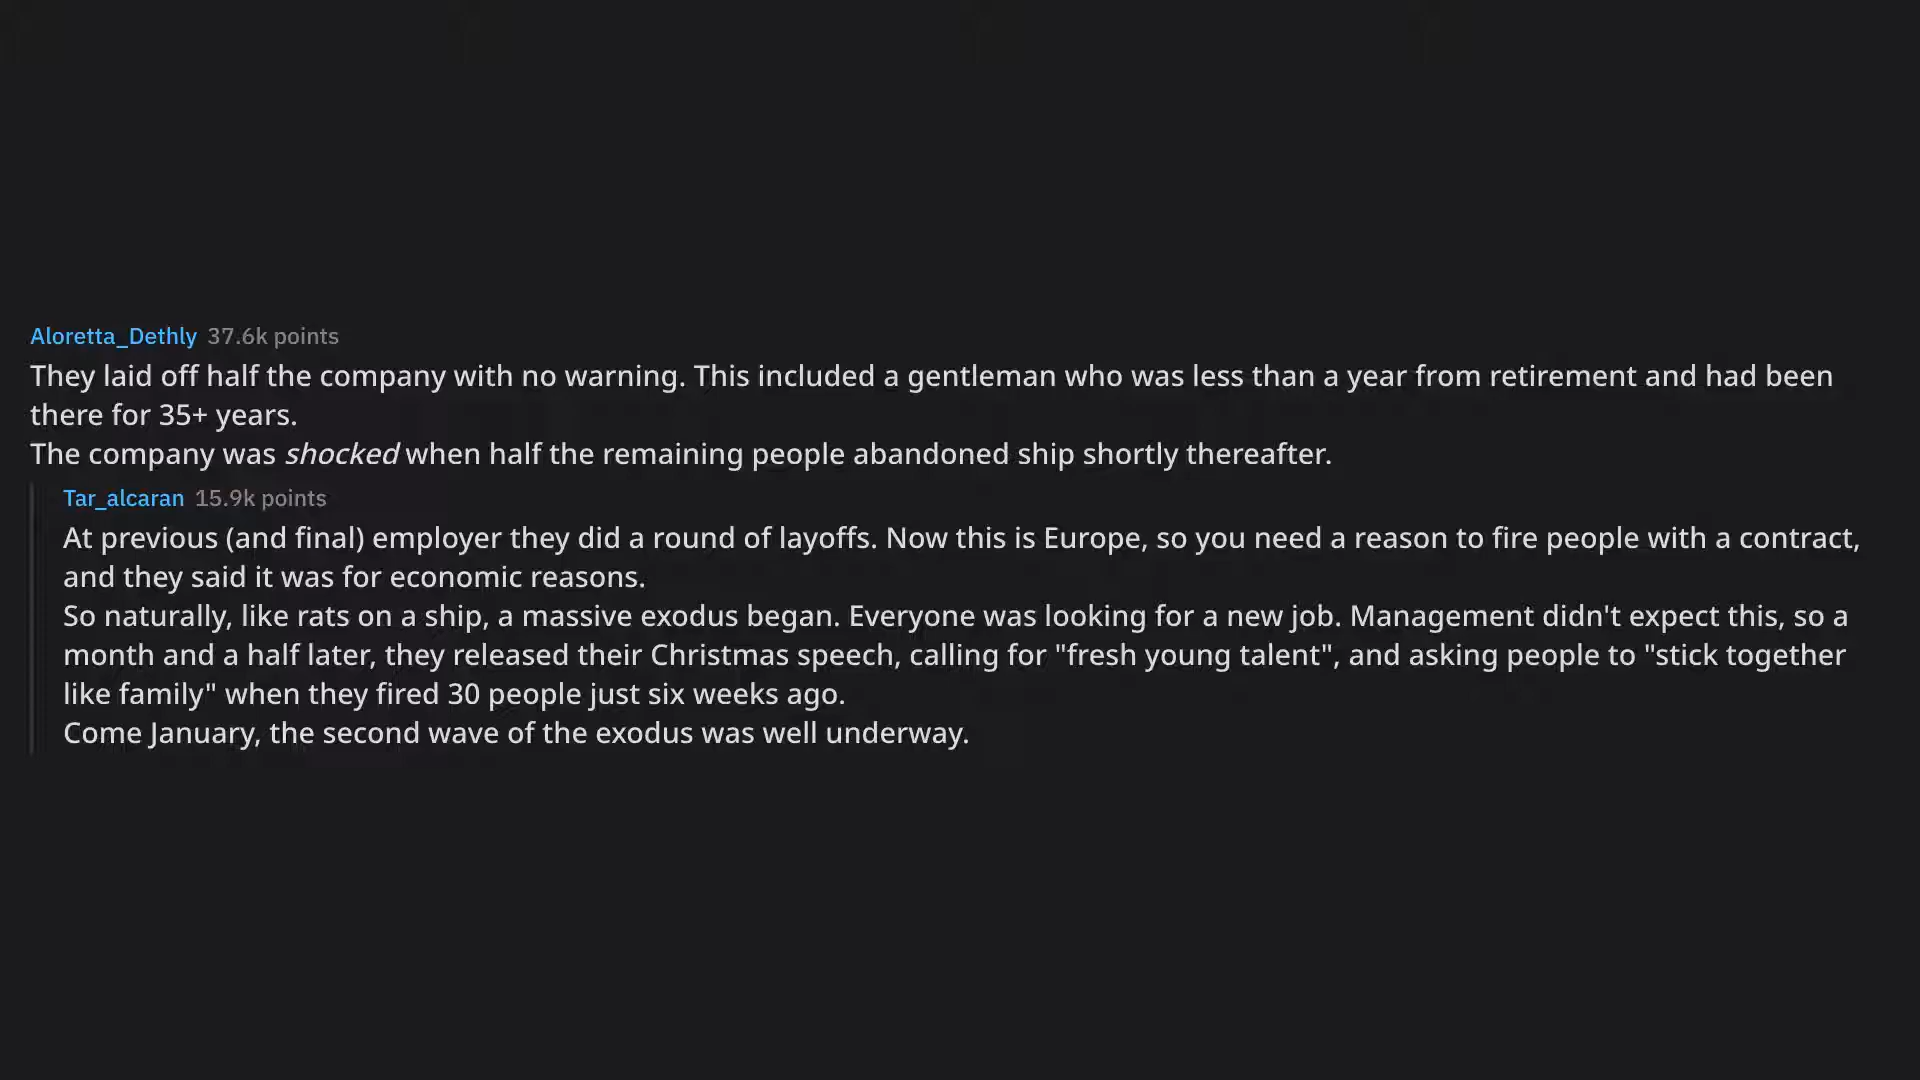 Aloretta_Dethly 37.6k points
They laid off half the company with no warning. This included a gentleman who was less than a year from retirement and had been
there for 35+ years.
The company was shocked when half the remaining people abandoned ship shortly thereafter.
Tar_alcaran 15.9k points
At previous (and final) employer they did a round of layoffs. Now this is Europe, so you need a reason to fire people with a contract,
and they said it was for economic reasons.
So naturally, like rats on a ship, a massive exodus began. Everyone was looking for a new job. Management didn't expect this, so a
month and a half later, they released their Christmas speech, calling for "fresh young talent", and asking people to "stick together
like family" when they fired 30 people just six weeks ago.
Come January, the second wave of the exodus was well underway.